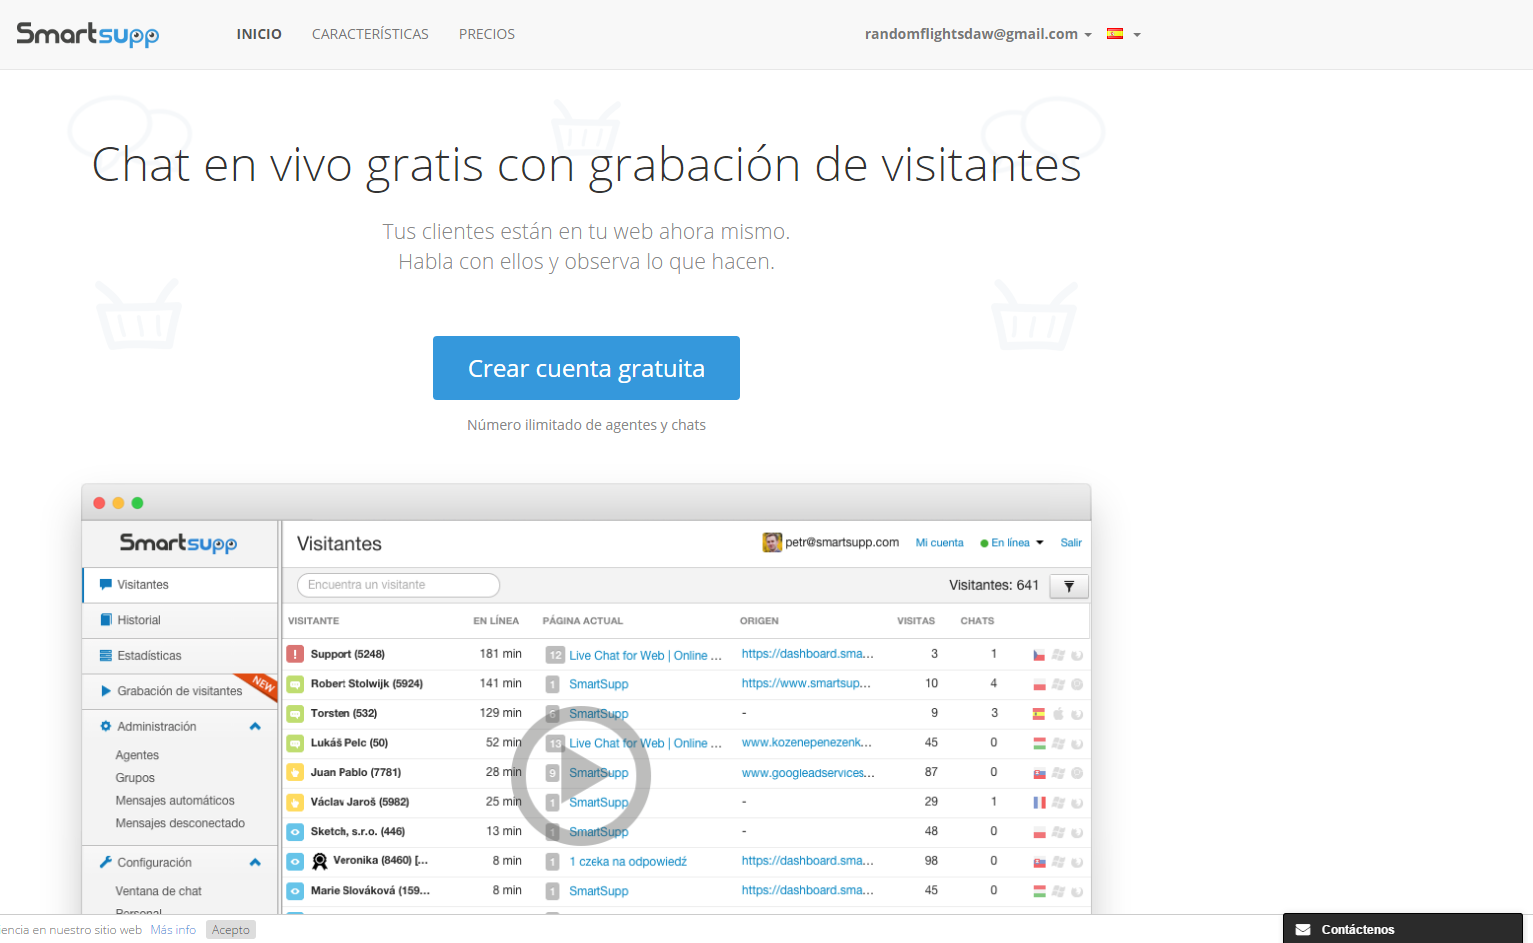 Smartsupp INICIO CARACTERÍSTICAS PRECIOS randomflightsdaw@gmail.com
Chat en vivo gratis con grabación de visitantes
Tus clientes están en tu web ahora mismo.
Habla con ellos y observa lo que hacen.
Crear cuenta gratuita
Número ilimitado de agentes y chats
Smartsupp
Visitantes
Historial
Estadísticas
Grabación de visitantes NEW
Administración
Agentes
Grupos
Mensajes automáticos
Mensajes desconectado
Configuración
Ventana de chat
Personal
Visitantes petr@smartsupp.com Mi cuenta En línea Salir
Encuentra un visitante Visitantes: 641
VISITANTE EN LÍNEA PÁGINA ACTUAL ORIGEN VISITAS CHATS
! Support (5248) 181 min 12 Live Chat for Web | Online ... https://dashboard.sma... 3 1
Robert Stolwijk (5924) 141 min 1 SmartSupp https://www.smartsup... 10 4
Torsten (532) 129 min 6 SmartSupp - 9 3
Lukáš Pelc (50) 52 min 13 Live Chat for Web | Online ... www.kozenepenezenk... 45 0
Juan Pablo (7781) 28 min 9 SmartSupp www.googleadservices... 87 0
Václav Jaroš (5982) 25 min 1 SmartSupp - 29 1
Sketch, s.r.o. (446) 13 min 1 SmartSupp - 48 0
Veronika (8460) [... 8 min 1 1 czeka na odpowiedź https://dashboard.sma... 98 0
Marie Slováková (159... 8 min 1 SmartSupp https://dashboard.sma... 45 0
encia en nuestro sitio web Más info Acepto
Contáctenos